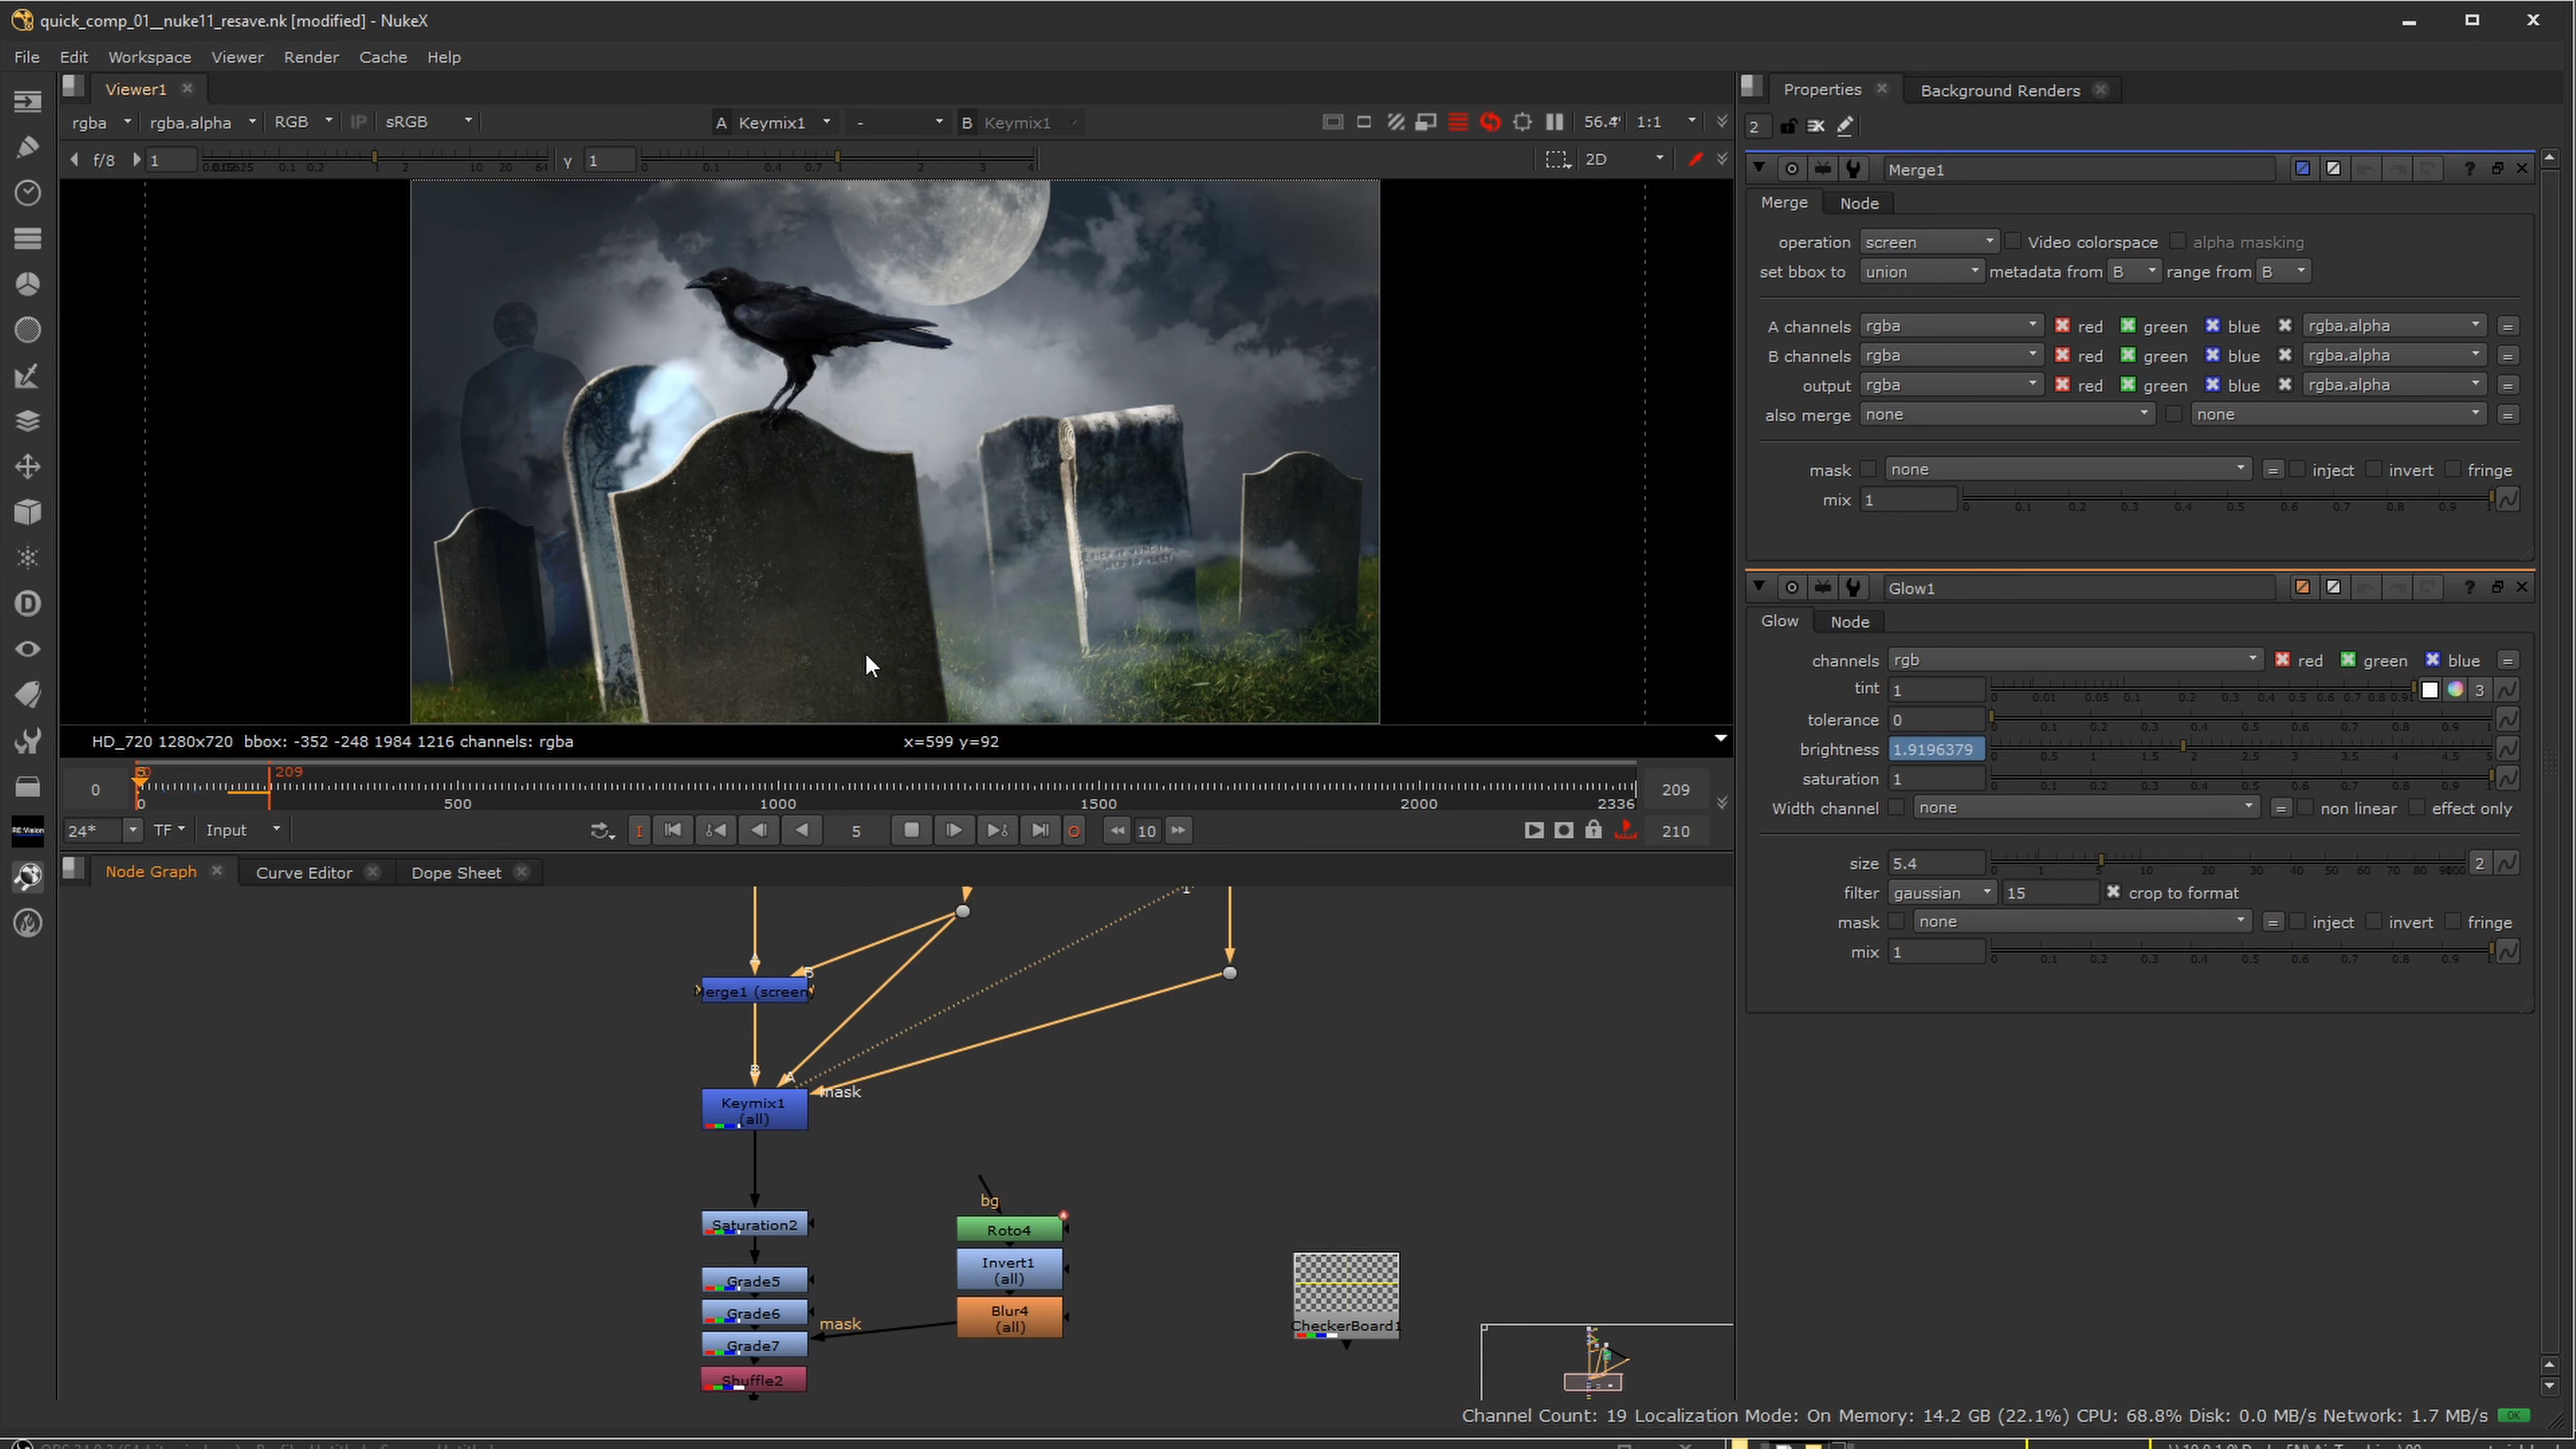 quick_comp_01__nuke11_resave.nk [modified] - NukeX
File Edit Workspace Viewer Render Cache Help
Viewer1
rgba rgba.alpha RGB IP sRGB A Keymix1 - B Keymix1 1:1
f/8 1 0.1 0.2 1 2 10 20 64 γ 1 0 0.1 0.4 0.7 1 2 3 4 2D
HD_720 1280x720 bbox: -352 -248 1984 1216 channels: rgba x=599 y=92
209
0 0 500 1000 1500 2000 2336 209
24* TF Input I 5 O 10 210
Node Graph Curve Editor Dope Sheet
A
B
Merge1 (screen)
B A mask
Keymix1
(all)
Saturation2
bg
Roto4
Invert1
(all)
Blur4
(all)
Grade5
Grade6
mask
Grade7
Shuffle2
CheckerBoard1
Properties Background Renders
2
Merge1
Merge Node
operation screen Video colorspace alpha masking
set bbox to union metadata from B range from B
A channels rgba red green blue rgba.alpha =
B channels rgba red green blue rgba.alpha =
output rgba red green blue rgba.alpha =
also merge none none =
mask none = inject invert fringe
mix 1
0 0.1 0.2 0.3 0.4 0.5 0.6 0.7 0.8 0.9 1
Glow1
Glow Node
channels rgb red green blue =
tint 1 3
0 0.01 0.05 0.1 0.2 0.3 0.4 0.5 0.6 0.7 0.8 0.91
tolerance 0
0 0.1 0.2 0.3 0.4 0.5 0.6 0.7 0.8 0.9 1
brightness 1.9196379
0 0.5 1 1.5 2 2.5 3 3.5 4 4.5 5
saturation 1
0 0.1 0.2 0.3 0.4 0.5 0.6 0.7 0.8 0.9 1
Width channel none = non linear effect only
size 5.4 2
0 1 5 10 20 30 40 50 60 70 80
filter gaussian 15 crop to format
mask none = inject invert fringe
mix 1
0 0.1 0.2 0.3 0.4 0.5 0.6 0.7 0.8 0.9 1
Channel Count: 19 Localization Mode: On Memory: 14.2 GB (22.1%) CPU: 68.8% Disk: 0.0 MB/s Network: 1.7 MB/s OK